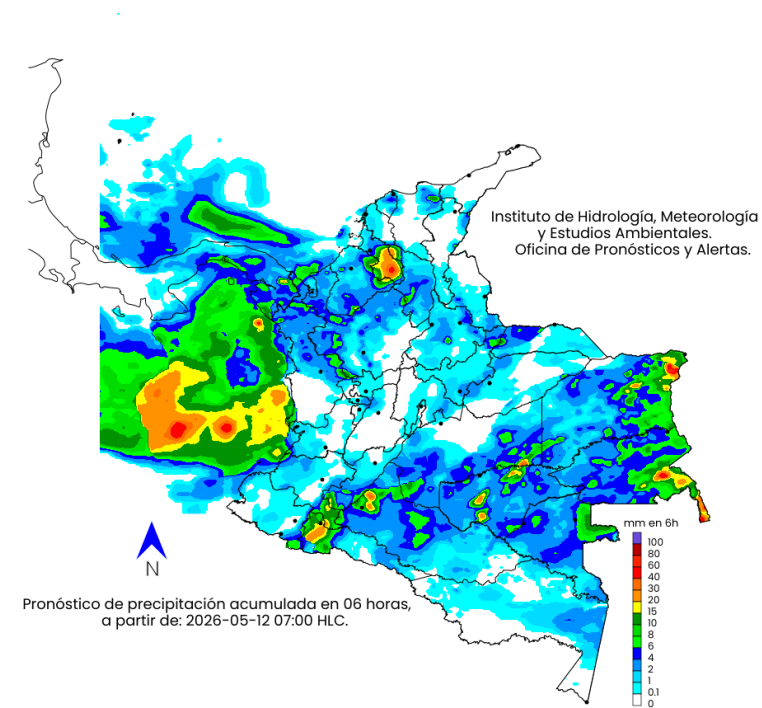 Instituto de Hidrología, Meteorología
y Estudios Ambientales.
Oficina de Pronósticos y Alertas.
N
mm en 6h
100
80
60
40
30
20
15
10
8
6
4
2
1
0.1
0
Pronóstico de precipitación acumulada en 06 horas,
a partir de: 2026-05-12 07:00 HLC.